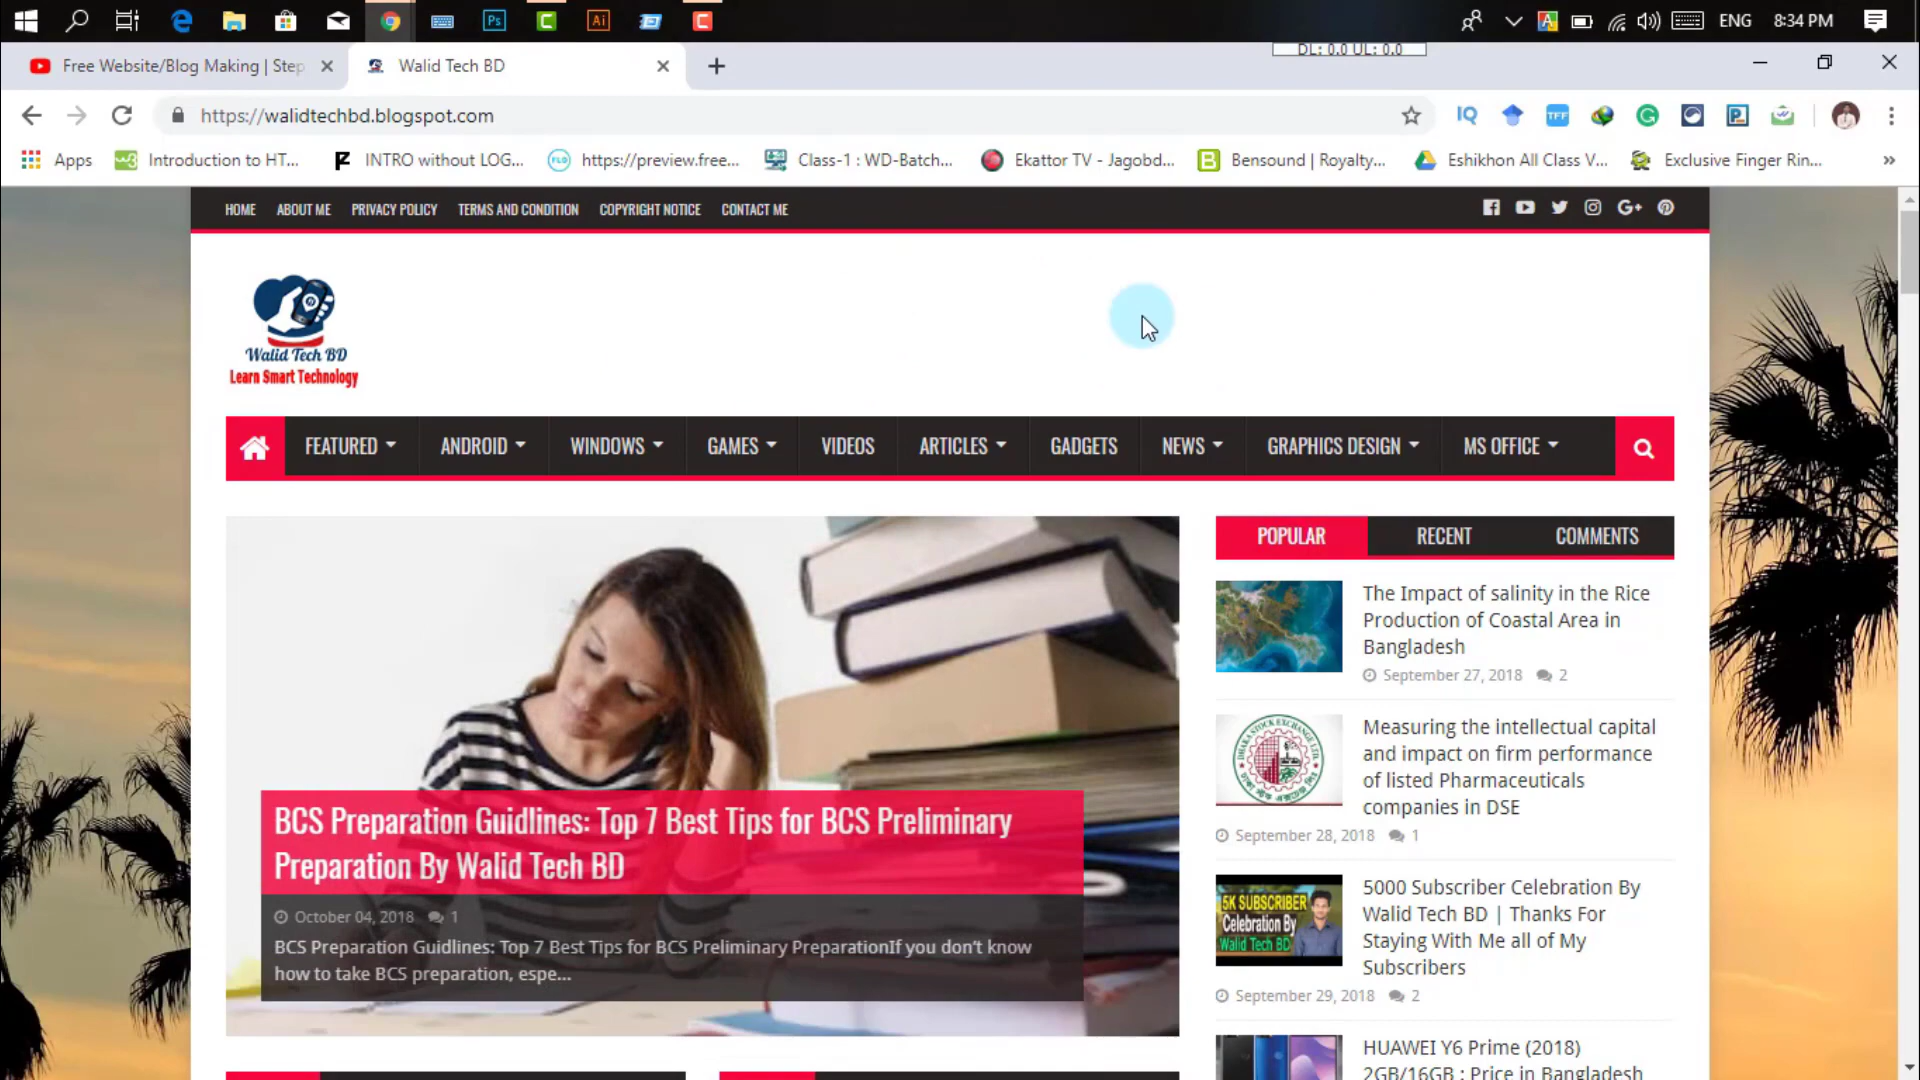 ENG 8:34 PM
DL: 0.0 UL: 0.0
Free Website/Blog Making | Step
Walid Tech BD
https://walidtechbd.blogspot.com
Apps
Introduction to HT...
INTRO without LOG...
https://preview.free...
Class-1 : WD-Batch...
Ekattor TV - Jagobd...
Bensound | Royalty...
Eshikhon All Class V...
Exclusive Finger Rin...
HOME ABOUT ME PRIVACY POLICY TERMS AND CONDITION COPYRIGHT NOTICE CONTACT ME
Walid Tech BD
Learn Smart Technology
FEATURED ANDROID WINDOWS GAMES VIDEOS ARTICLES GADGETS NEWS GRAPHICS DESIGN MS OFFICE
BCS Preparation Guidlines: Top 7 Best Tips for BCS Preliminary
Preparation By Walid Tech BD
October 04, 2018 1
BCS Preparation Guidlines: Top 7 Best Tips for BCS Preliminary PreparationIf you don't know
how to take BCS preparation, espe...
POPULAR RECENT COMMENTS
The Impact of salinity in the Rice
Production of Coastal Area in
Bangladesh
September 27, 2018 2
Measuring the intellectual capital
and impact on firm performance
of listed Pharmaceuticals
companies in DSE
September 28, 2018 1
5K SUBSCRIBER
Celebration By
Walid Tech BD
5000 Subscriber Celebration By
Walid Tech BD | Thanks For
Staying With Me all of My
Subscribers
September 29, 2018 2
HUAWEI Y6 Prime (2018)
2GB/16GB : Price in Bangladesh